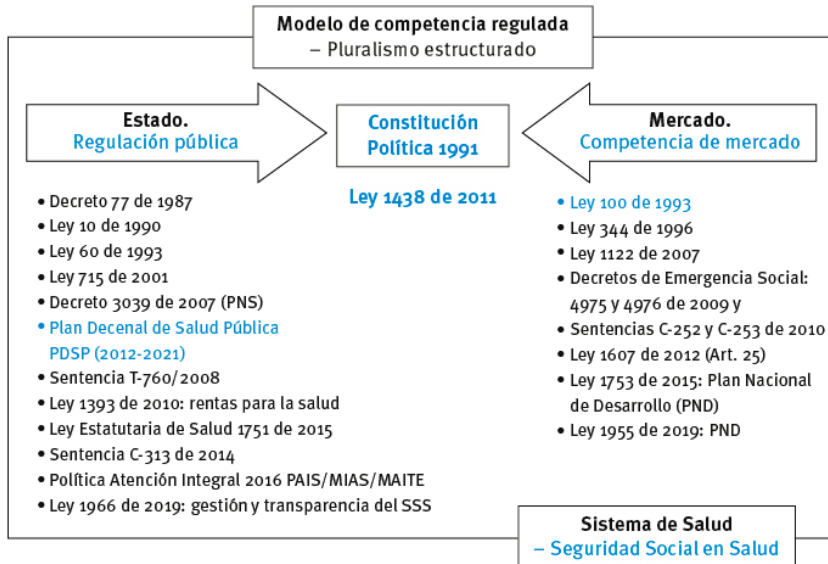 Modelo de competencia regulada
– Pluralismo estructurado
Estado.
Regulación pública
Constitución
Política 1991
Ley 1438 de 2011
Mercado.
Competencia de mercado
• Decreto 77 de 1987
• Ley 10 de 1990
• Ley 60 de 1993
• Ley 715 de 2001
• Decreto 3039 de 2007 (PNS)
• Plan Decenal de Salud Pública
PDSP (2012-2021)
• Sentencia T-760/2008
• Ley 1393 de 2010: rentas para la salud
• Ley Estatutaria de Salud 1751 de 2015
• Sentencia C-313 de 2014
• Política Atención Integral 2016 PAIS/MIAS/MAITE
• Ley 1966 de 2019: gestión y transparencia del SSS
• Ley 100 de 1993
• Ley 344 de 1996
• Ley 1122 de 2007
• Decretos de Emergencia Social:
4975 y 4976 de 2009 y
• Sentencias C-252 y C-253 de 2010
• Ley 1607 de 2012 (Art. 25)
• Ley 1753 de 2015: Plan Nacional
de Desarrollo (PND)
• Ley 1955 de 2019: PND
Sistema de Salud
– Seguridad Social en Salud